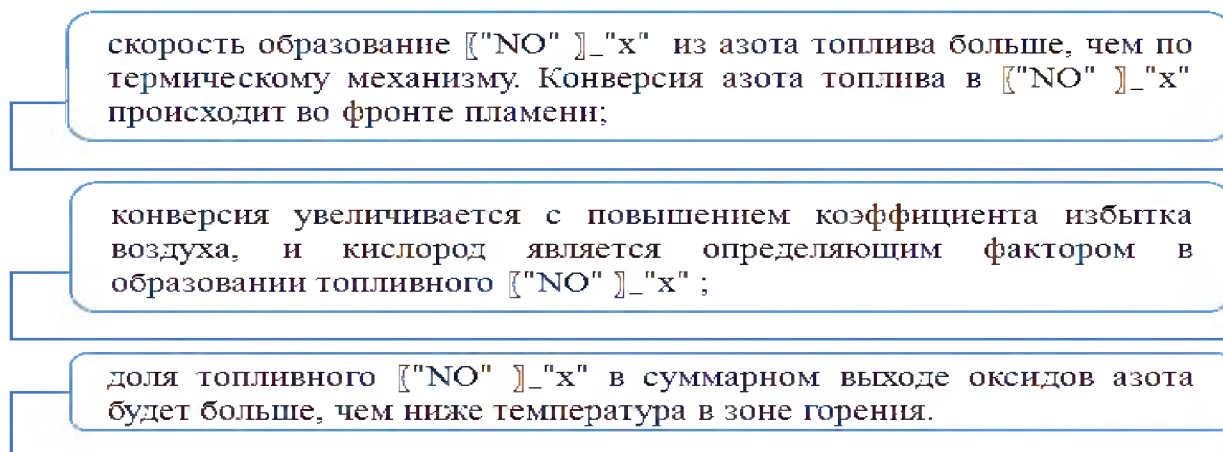 скорость образование 〖"NO" 〗_"x" из азота топлива больше, чем по
термическому механизму. Конверсия азота топлива в 〖"NO" 〗_"x"
происходит во фронте пламени;
конверсия увеличивается с повышением коэффициента избытка
воздуха, и кислород является определяющим фактором в
образовании топливного 〖"NO" 〗_"x" ;
доля топливного 〖"NO" 〗_"x" в суммарном выходе оксидов азота
будет больше, чем ниже температура в зоне горения.